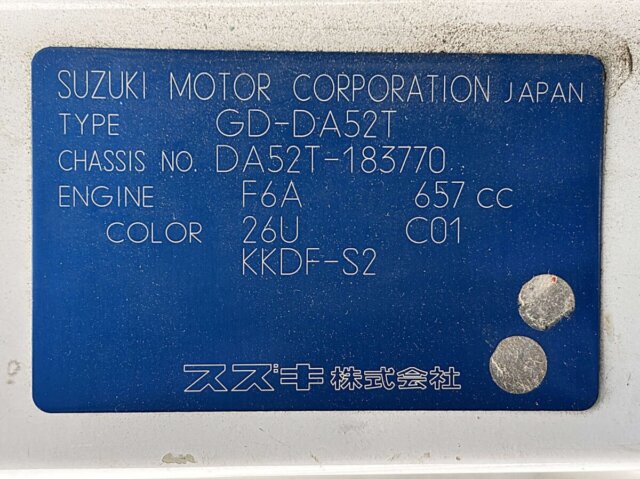 SUZUKI MOTOR CORPORATION JAPAN
TYPE GD-DA52T
CHASSIS NO. DA52T-183770
ENGINE F6A 657 cc
COLOR 26U C01
KKDF-S2
スズキ株式会社